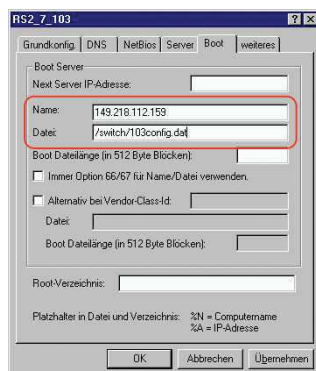 RS2_7_103
Grundkonfig. DNS NetBios Server Boot weiteres
Boot Server
Next Server IP-Adresse:
Name: 149.218.112.159
Datei: /switch/103config.dat
Boot Dateilänge (in 512 Byte Blöcken):
Immer Option 66/67 für Name/Datei verwenden.
Alternativ bei Vendor-Class-Id:
Datei:
Boot Dateilänge (in 512 Byte Blöcken):
Root-Verzeichnis:
Platzhalter in Datei und Verzeichnis: %N = Computername
%A = IP-Adresse
OK Abbrechen Übernehmen